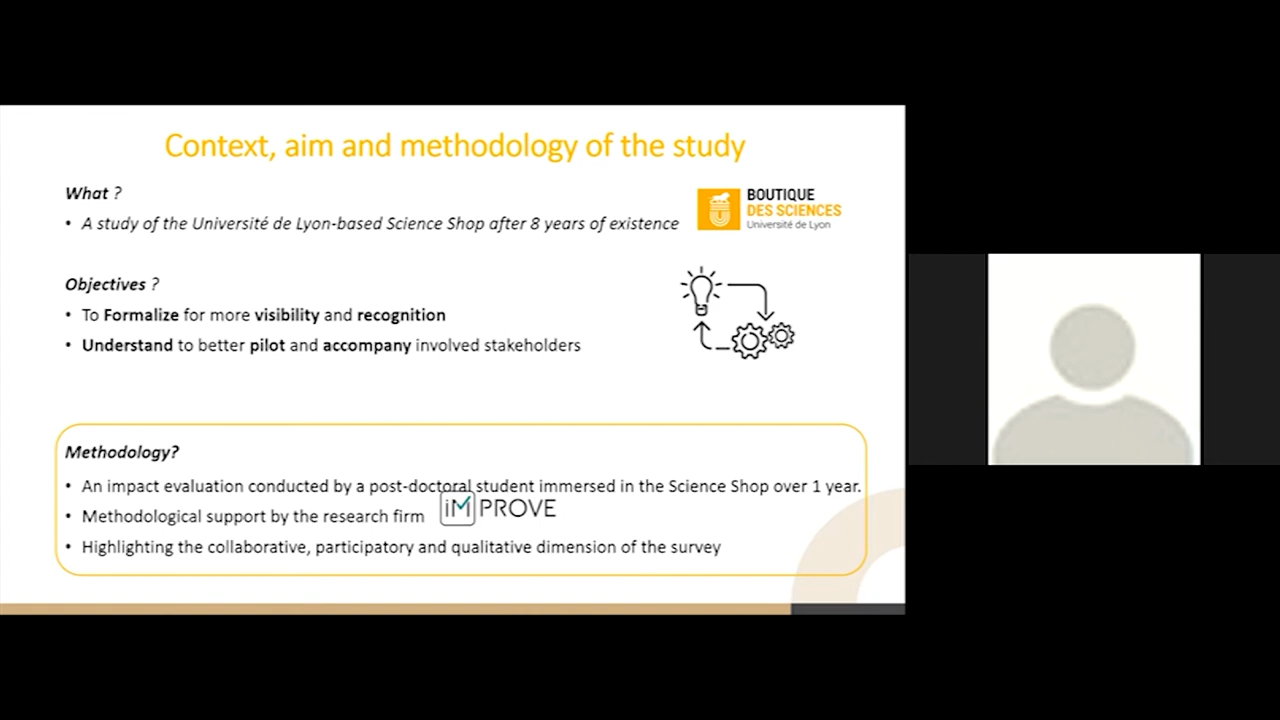 Context, aim and methodology of the study
What ?
• A study of the Université de Lyon-based Science Shop after 8 years of existence
BOUTIQUE
DES SCIENCES
Université de Lyon
Objectives ?
• To Formalize for more visibility and recognition
• Understand to better pilot and accompany involved stakeholders
Methodology?
• An impact evaluation conducted by a post-doctoral student immersed in the Science Shop over 1 year.
• Methodological support by the research firm iMPROVE
• Highlighting the collaborative, participatory and qualitative dimension of the survey